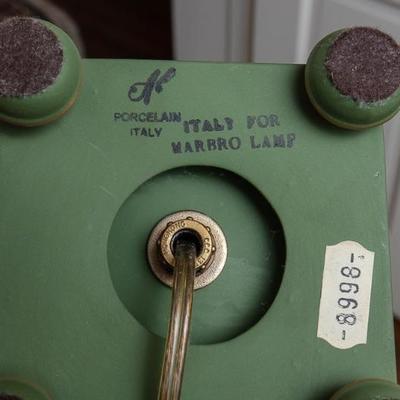 PORCELAIN
ITALY
ITALY FOR
MARBRO LAMP
-8998-